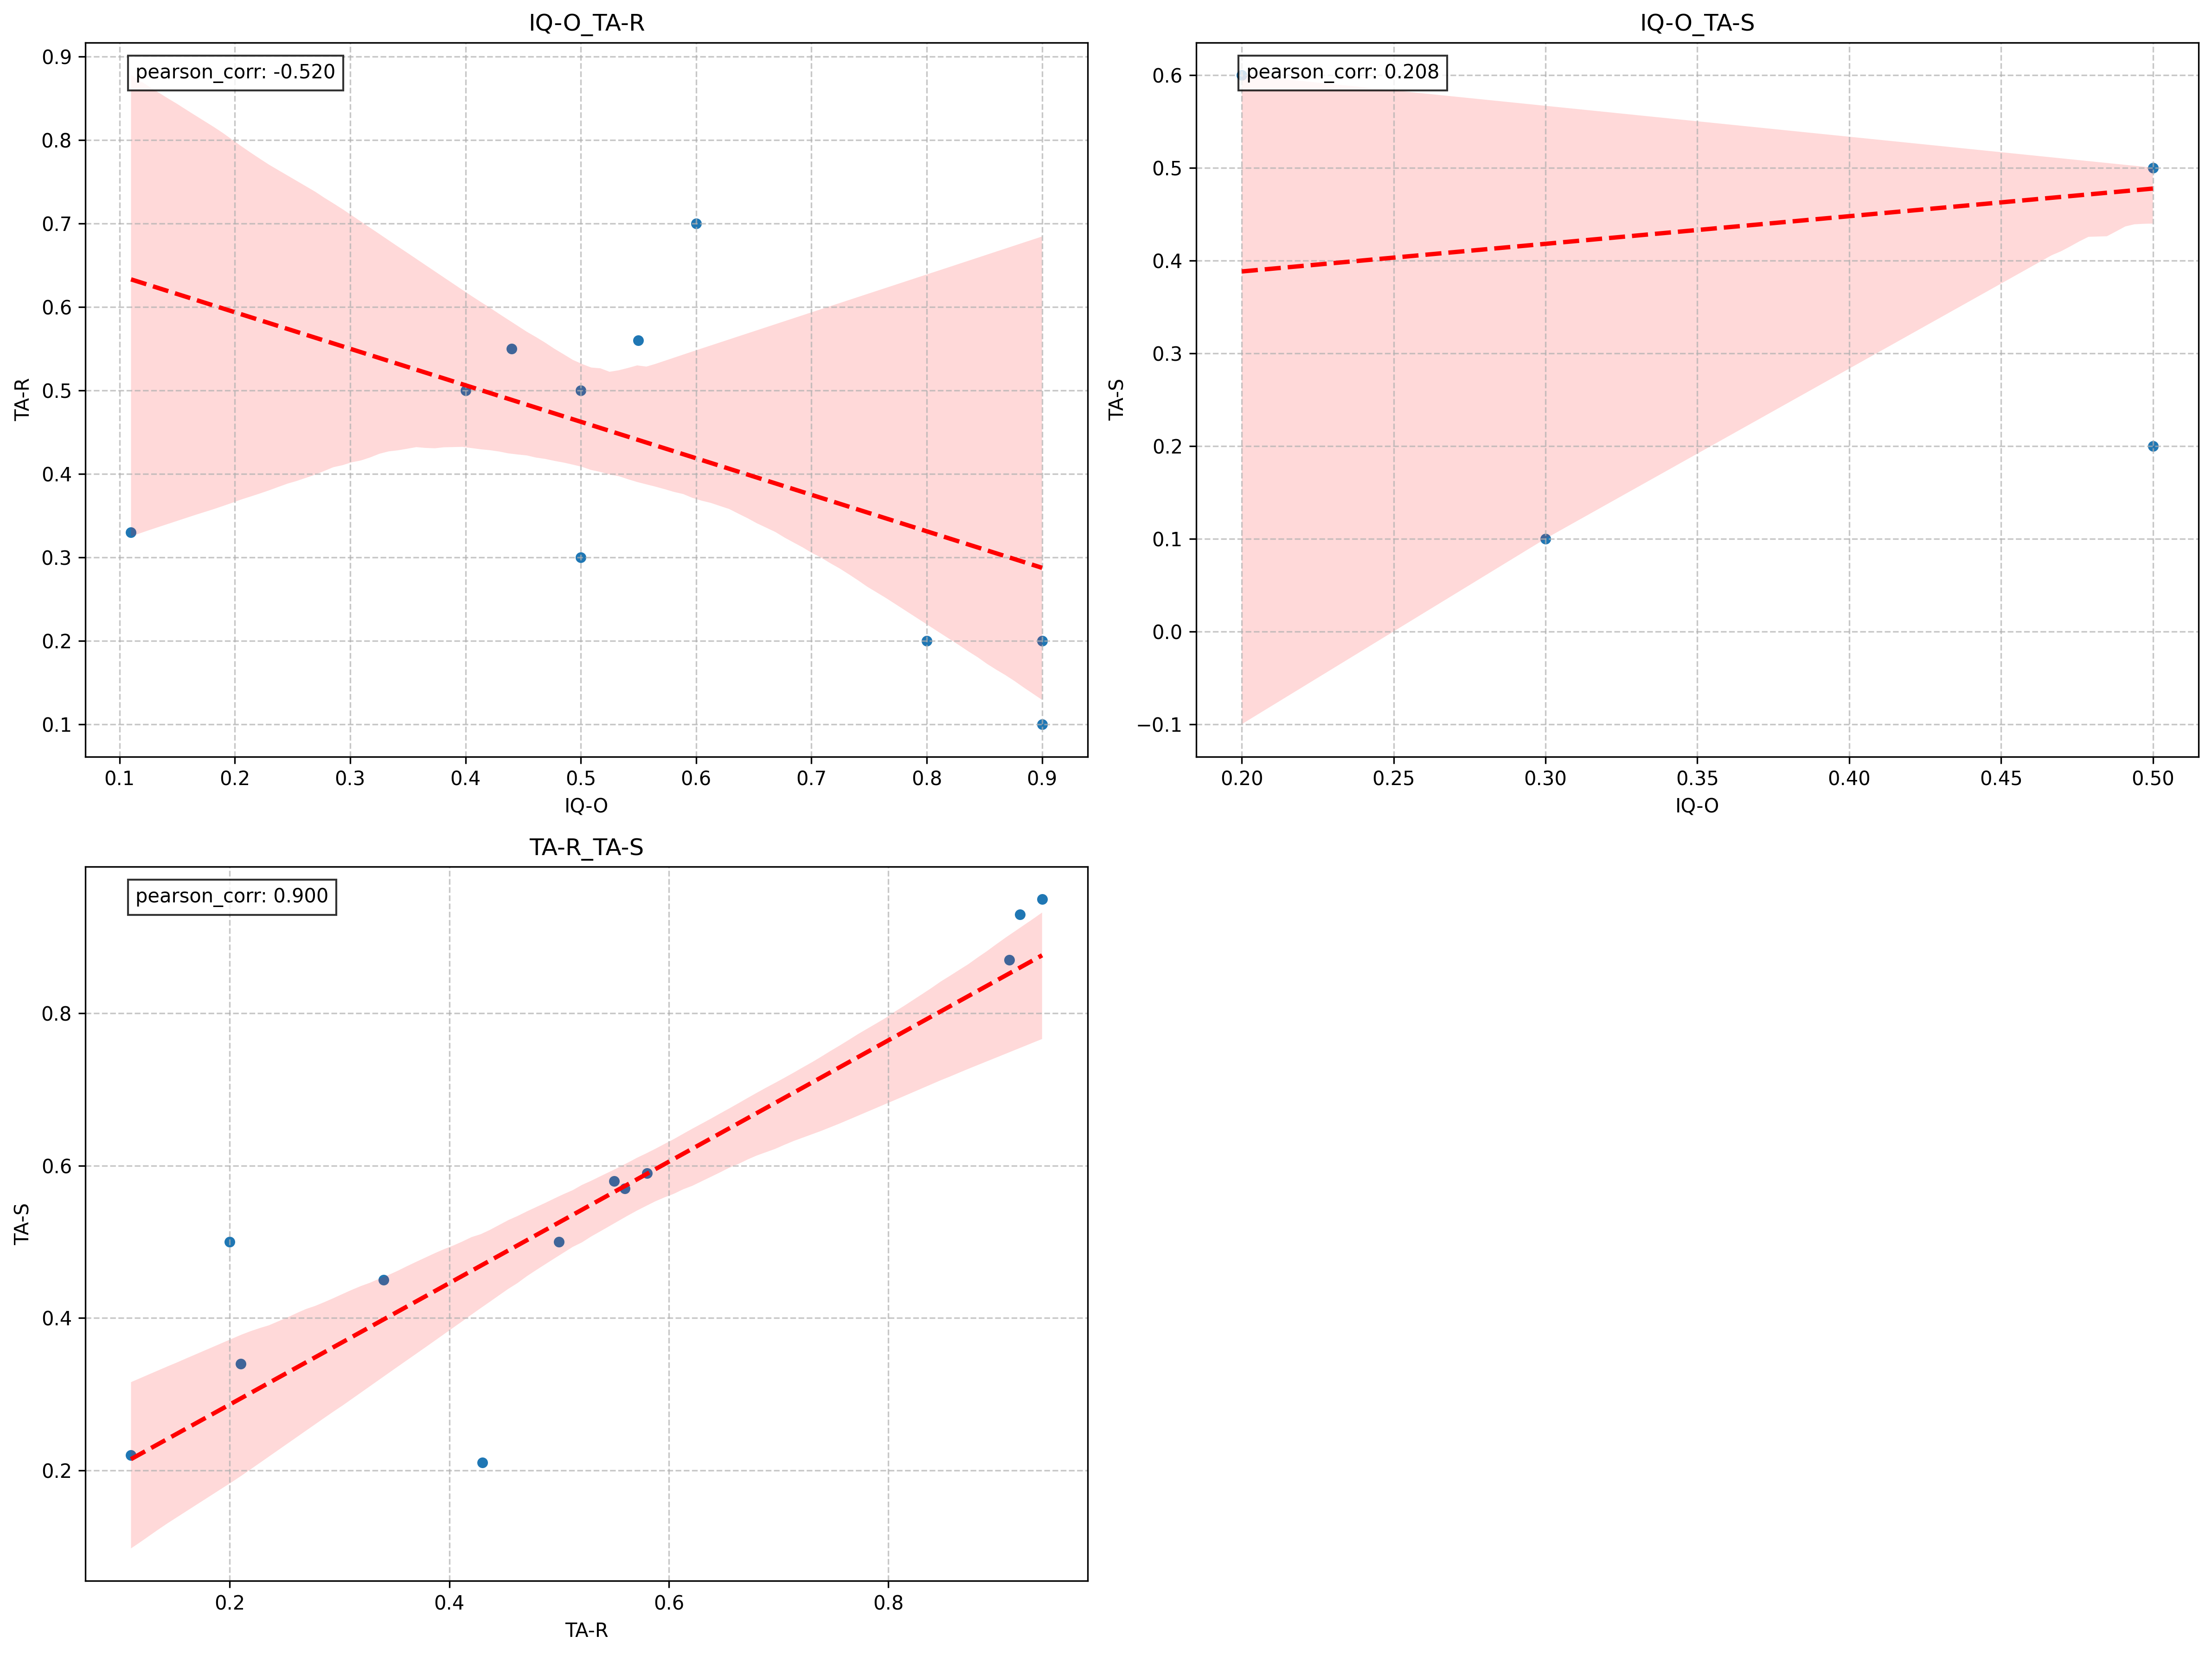 IQ-O_TA-R
pearson_corr: -0.520
0.9
0.8
0.7
0.6
0.5
0.4
0.3
0.2
0.1
TA-R
0.1 0.2 0.3 0.4 0.5 0.6 0.7 0.8 0.9
IQ-O
IQ-O_TA-S
pearson_corr: 0.208
0.6
0.5
0.4
0.3
0.2
0.1
0.0
−0.1
TA-S
0.20 0.25 0.30 0.35 0.40 0.45 0.50
IQ-O
TA-R_TA-S
pearson_corr: 0.900
0.8
0.6
0.4
0.2
TA-S
0.2 0.4 0.6 0.8
TA-R